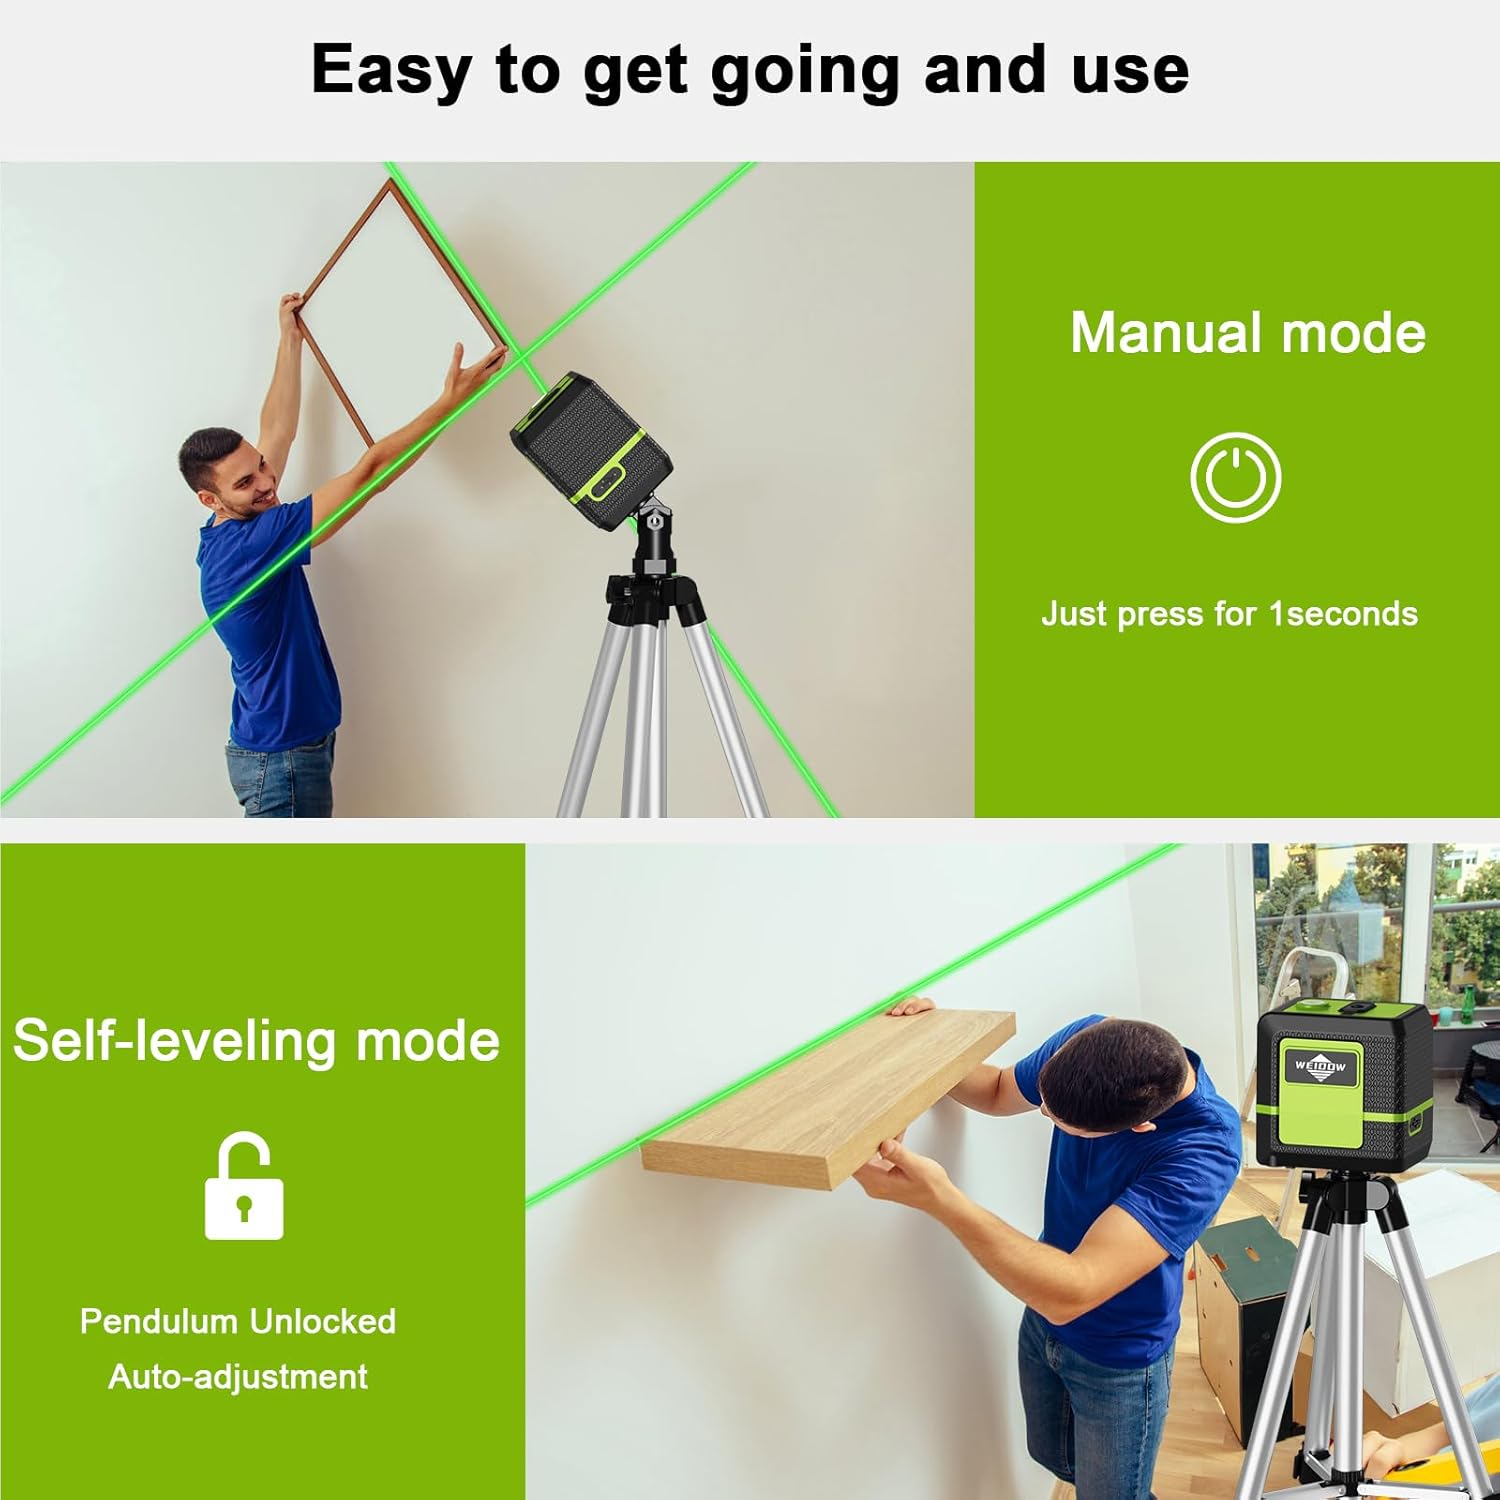 Easy to get going and use
Manual mode
Just press for 1seconds
Self-leveling mode
Pendulum Unlocked
Auto-adjustment
WEIDOW